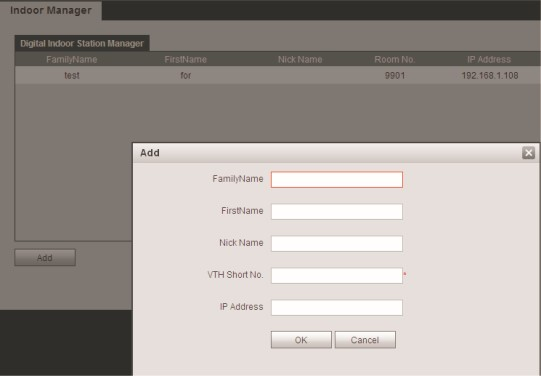 Indoor Manager
Digital Indoor Station Manager
FamilyName FirstName Nick Name Room No IP Address
test for 9901 192.168.1.108
Add
FamilyName
FirstName
Nick Name
VTH Short No. *
IP Address
OK Cancel
Add